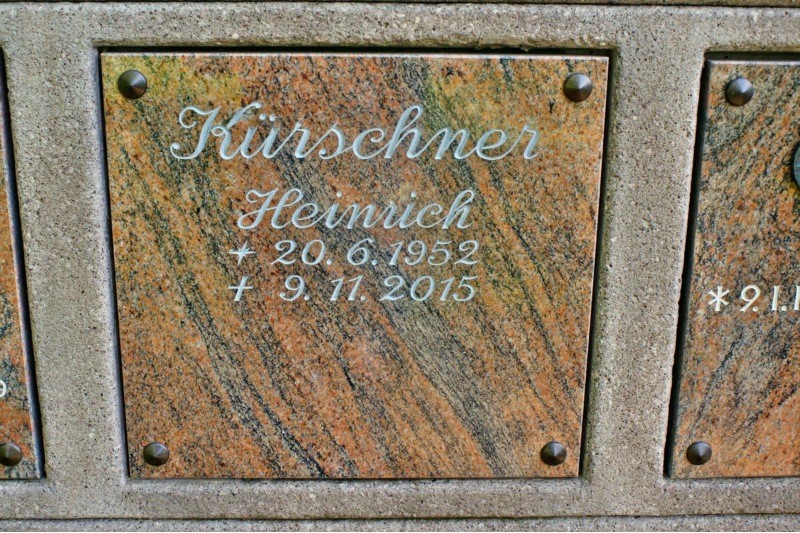 Kürschner
Heinrich
* 20. 6. 1952
+ 9. 11. 2015